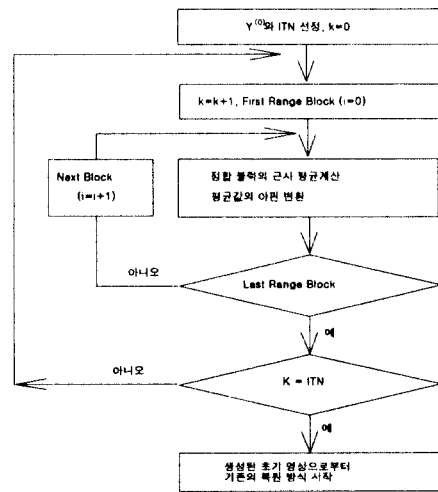 Y(0)와 ITN 선정, k=0
k=k+1, First Range Block (i=0)
Next Block
(i=i+1)
정합 블럭의 근사 평균계산
평균값의 아핀 변환
아니오
Last Range Block
예
아니오
K = ITN
예
생성된 초기 영상으로부터
기존의 복원 방식 시작